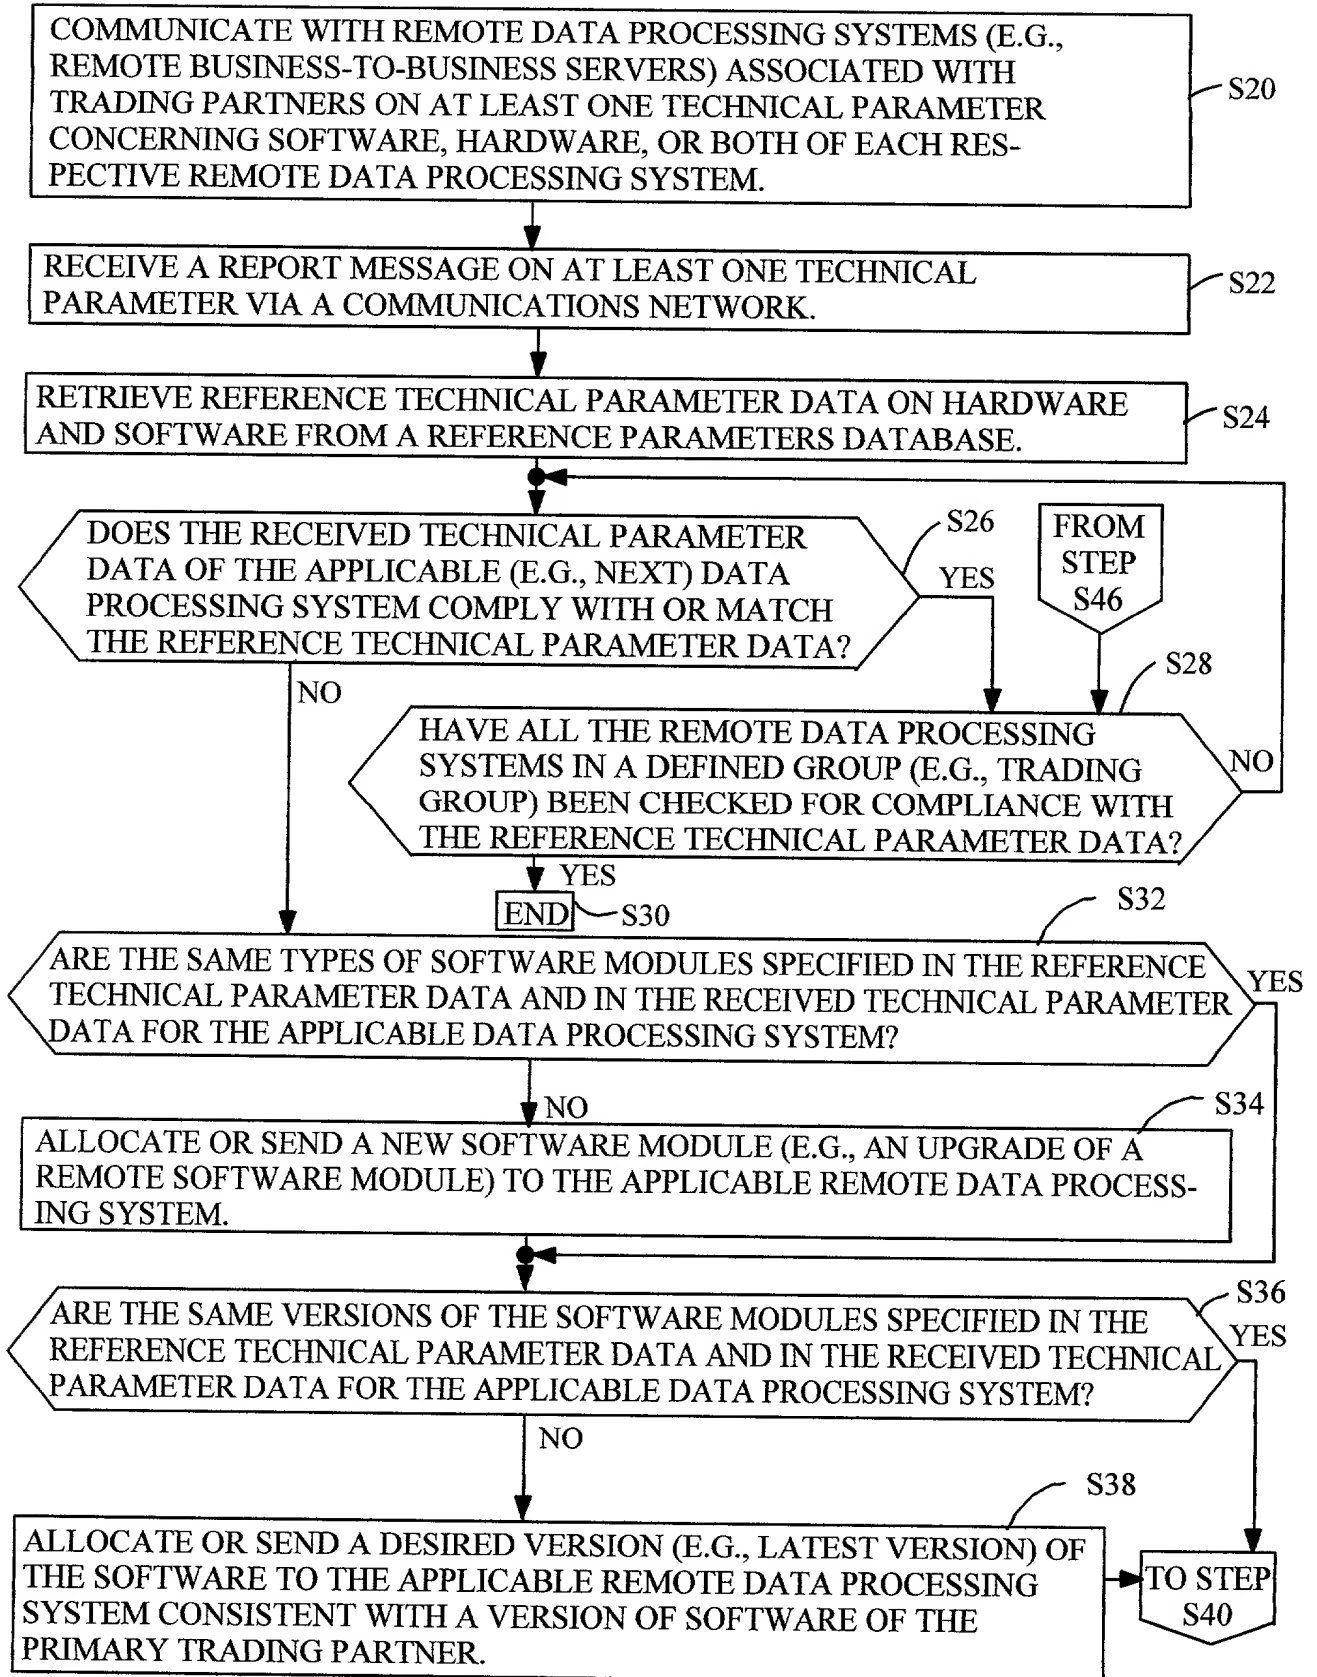 COMMUNICATE WITH REMOTE DATA PROCESSING SYSTEMS (E.G.,
REMOTE BUSINESS-TO-BUSINESS SERVERS) ASSOCIATED WITH
TRADING PARTNERS ON AT LEAST ONE TECHNICAL PARAMETER
CONCERNING SOFTWARE, HARDWARE, OR BOTH OF EACH RES-
PECTIVE REMOTE DATA PROCESSING SYSTEM.
S20
RECEIVE A REPORT MESSAGE ON AT LEAST ONE TECHNICAL
PARAMETER VIA A COMMUNICATIONS NETWORK.
S22
RETRIEVE REFERENCE TECHNICAL PARAMETER DATA ON HARDWARE
AND SOFTWARE FROM A REFERENCE PARAMETERS DATABASE.
S24
DOES THE RECEIVED TECHNICAL PARAMETER
DATA OF THE APPLICABLE (E.G., NEXT) DATA
PROCESSING SYSTEM COMPLY WITH OR MATCH
THE REFERENCE TECHNICAL PARAMETER DATA?
S26
YES
FROM
STEP
S46
NO
S28
HAVE ALL THE REMOTE DATA PROCESSING
SYSTEMS IN A DEFINED GROUP (E.G., TRADING
GROUP) BEEN CHECKED FOR COMPLIANCE WITH
THE REFERENCE TECHNICAL PARAMETER DATA?
NO
YES
END
S30
S32
ARE THE SAME TYPES OF SOFTWARE MODULES SPECIFIED IN THE REFERENCE
TECHNICAL PARAMETER DATA AND IN THE RECEIVED TECHNICAL PARAMETER
DATA FOR THE APPLICABLE DATA PROCESSING SYSTEM?
YES
NO
S34
ALLOCATE OR SEND A NEW SOFTWARE MODULE (E.G., AN UPGRADE OF A
REMOTE SOFTWARE MODULE) TO THE APPLICABLE REMOTE DATA PROCESS-
ING SYSTEM.
S36
ARE THE SAME VERSIONS OF THE SOFTWARE MODULES SPECIFIED IN THE
REFERENCE TECHNICAL PARAMETER DATA AND IN THE RECEIVED TECHNICAL
PARAMETER DATA FOR THE APPLICABLE DATA PROCESSING SYSTEM?
YES
NO
S38
ALLOCATE OR SEND A DESIRED VERSION (E.G., LATEST VERSION) OF
THE SOFTWARE TO THE APPLICABLE REMOTE DATA PROCESSING
SYSTEM CONSISTENT WITH A VERSION OF SOFTWARE OF THE
PRIMARY TRADING PARTNER.
TO STEP
S40